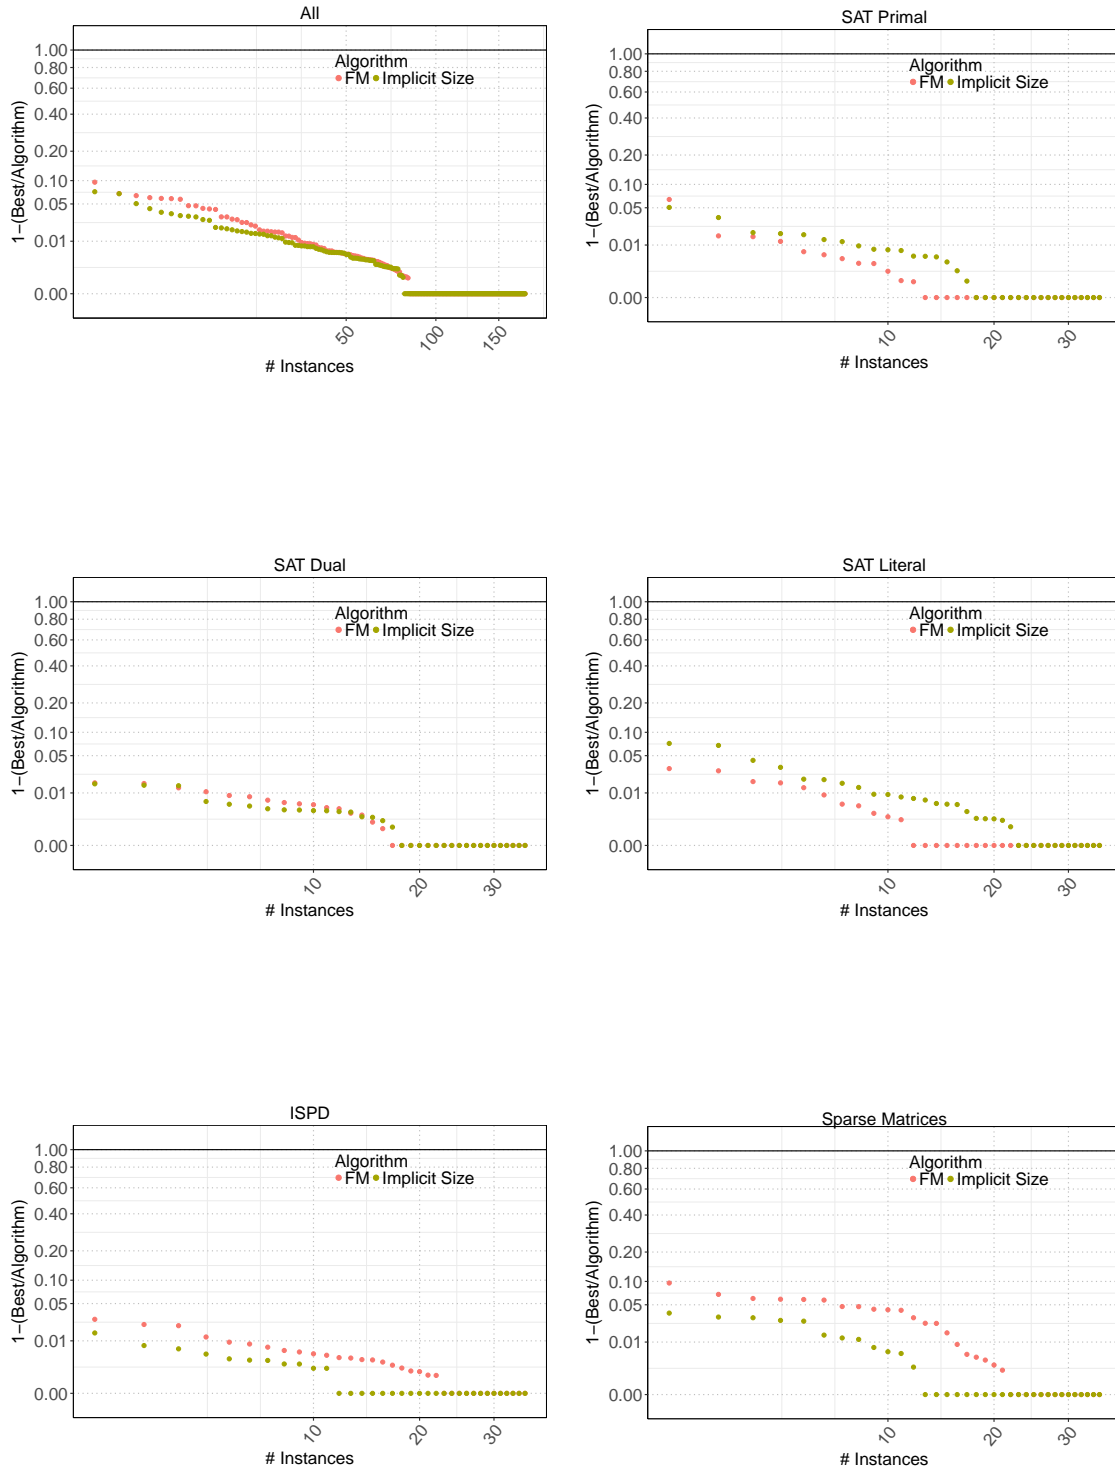 All
1−(Best/Algorithm)
1.00
0.80
0.60
0.40
0.20
0.10
0.05
0.01
0.00
Algorithm
FM Implicit Size
50
100
150
# Instances
SAT Primal
1−(Best/Algorithm)
1.00
0.80
0.60
0.40
0.20
0.10
0.05
0.01
0.00
Algorithm
FM Implicit Size
10
20
30
# Instances
SAT Dual
1−(Best/Algorithm)
1.00
0.80
0.60
0.40
0.20
0.10
0.05
0.01
0.00
Algorithm
FM Implicit Size
10
20
30
# Instances
SAT Literal
1−(Best/Algorithm)
1.00
0.80
0.60
0.40
0.20
0.10
0.05
0.01
0.00
Algorithm
FM Implicit Size
10
20
30
# Instances
ISPD
1−(Best/Algorithm)
1.00
0.80
0.60
0.40
0.20
0.10
0.05
0.01
0.00
Algorithm
FM Implicit Size
10
20
30
# Instances
Sparse Matrices
1−(Best/Algorithm)
1.00
0.80
0.60
0.40
0.20
0.10
0.05
0.01
0.00
Algorithm
FM Implicit Size
10
20
30
# Instances